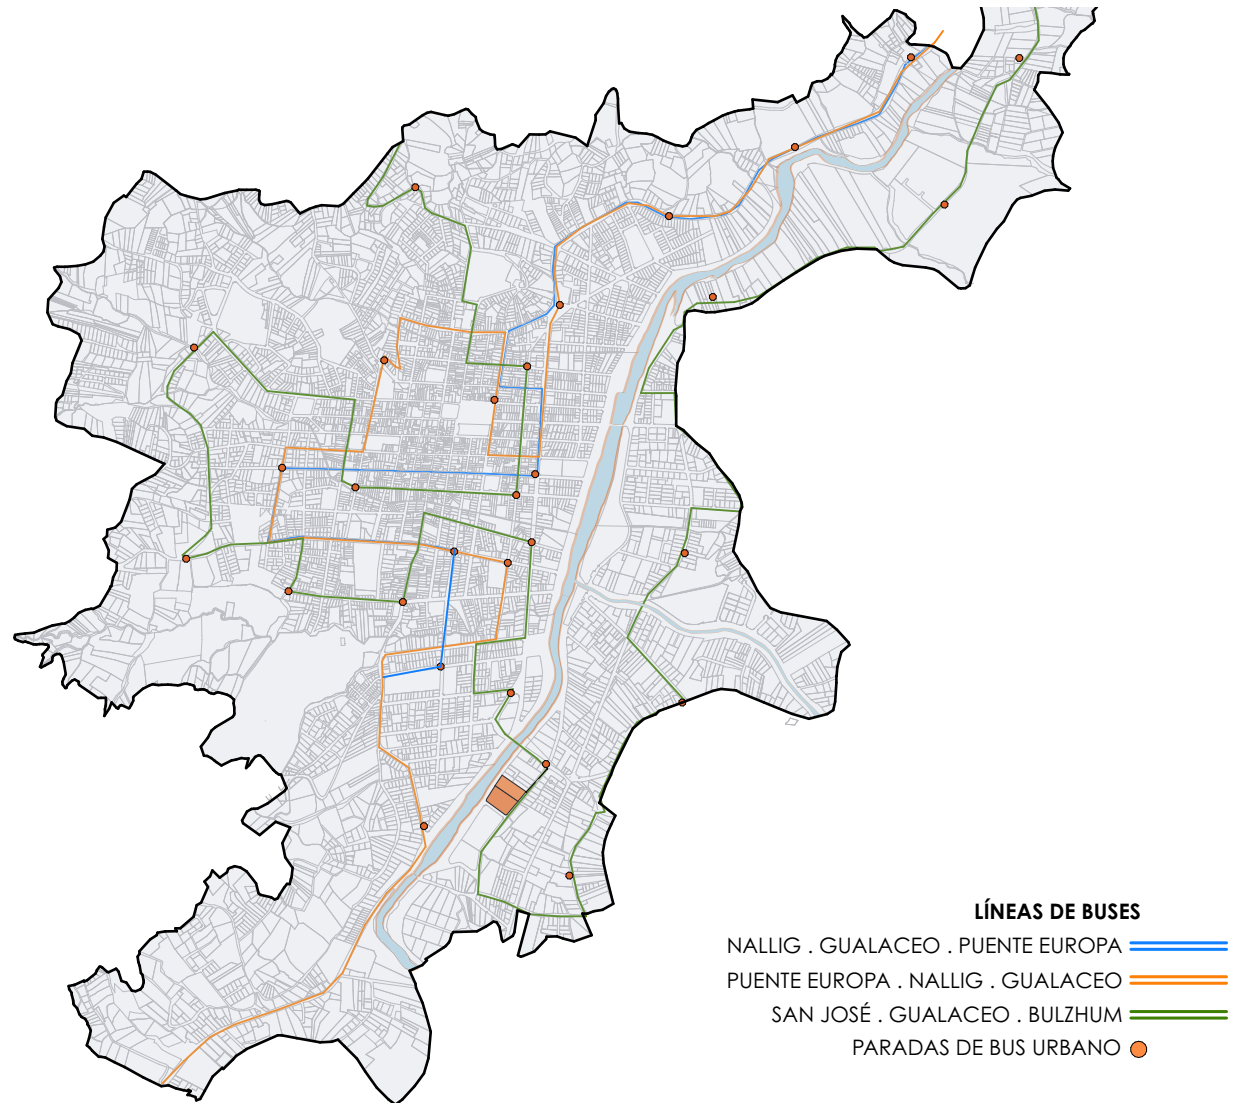 LÍNEAS DE BUSES
NALLIG . GUALACEO . PUENTE EUROPA
PUENTE EUROPA . NALLIG . GUALACEO
SAN JOSÉ . GUALACEO . BULZHUM
PARADAS DE BUS URBANO